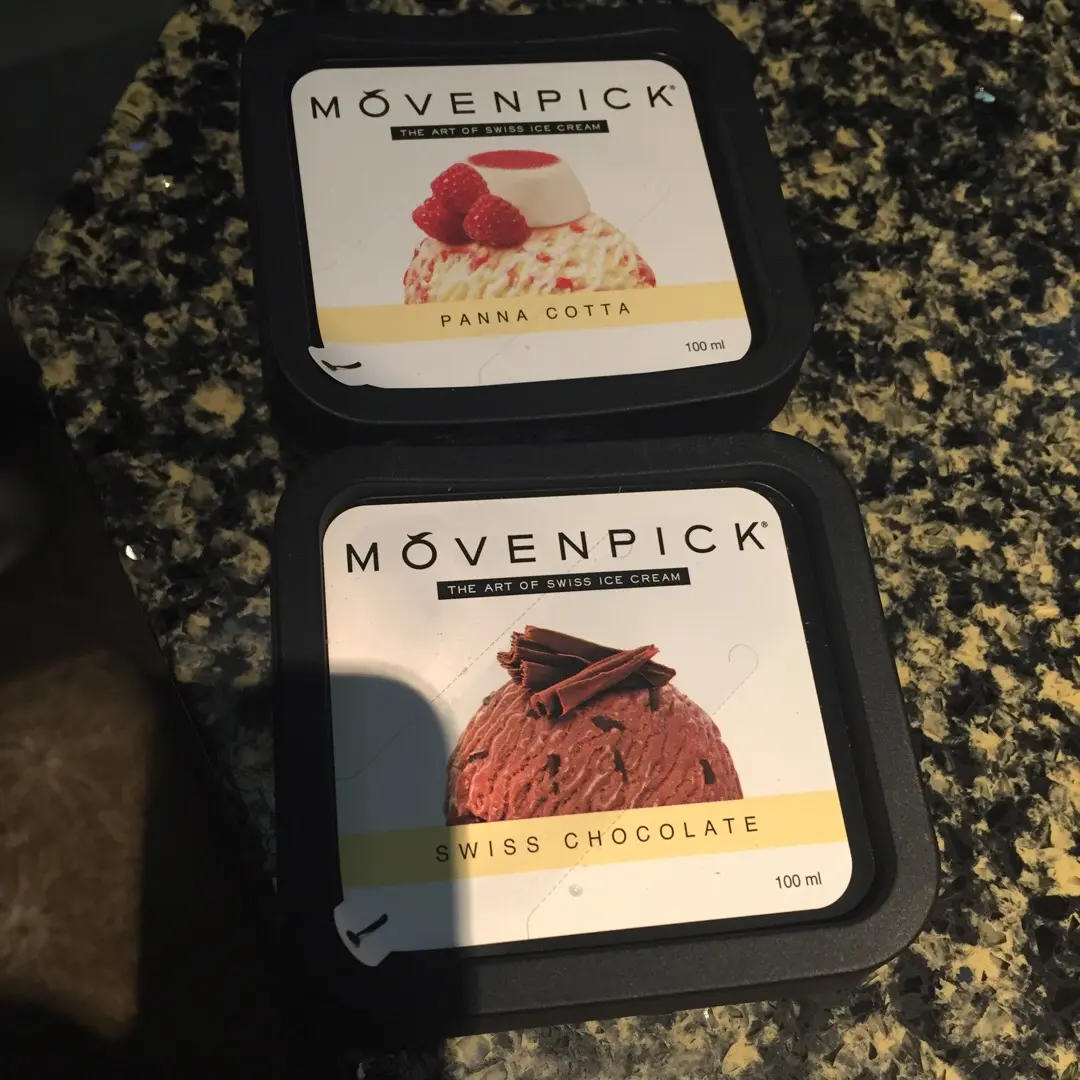 MÖVENPICK®
THE ART OF SWISS ICE CREAM
PANNA COTTA
100 ml
MÖVENPICK®
THE ART OF SWISS ICE CREAM
SWISS CHOCOLATE
100 ml